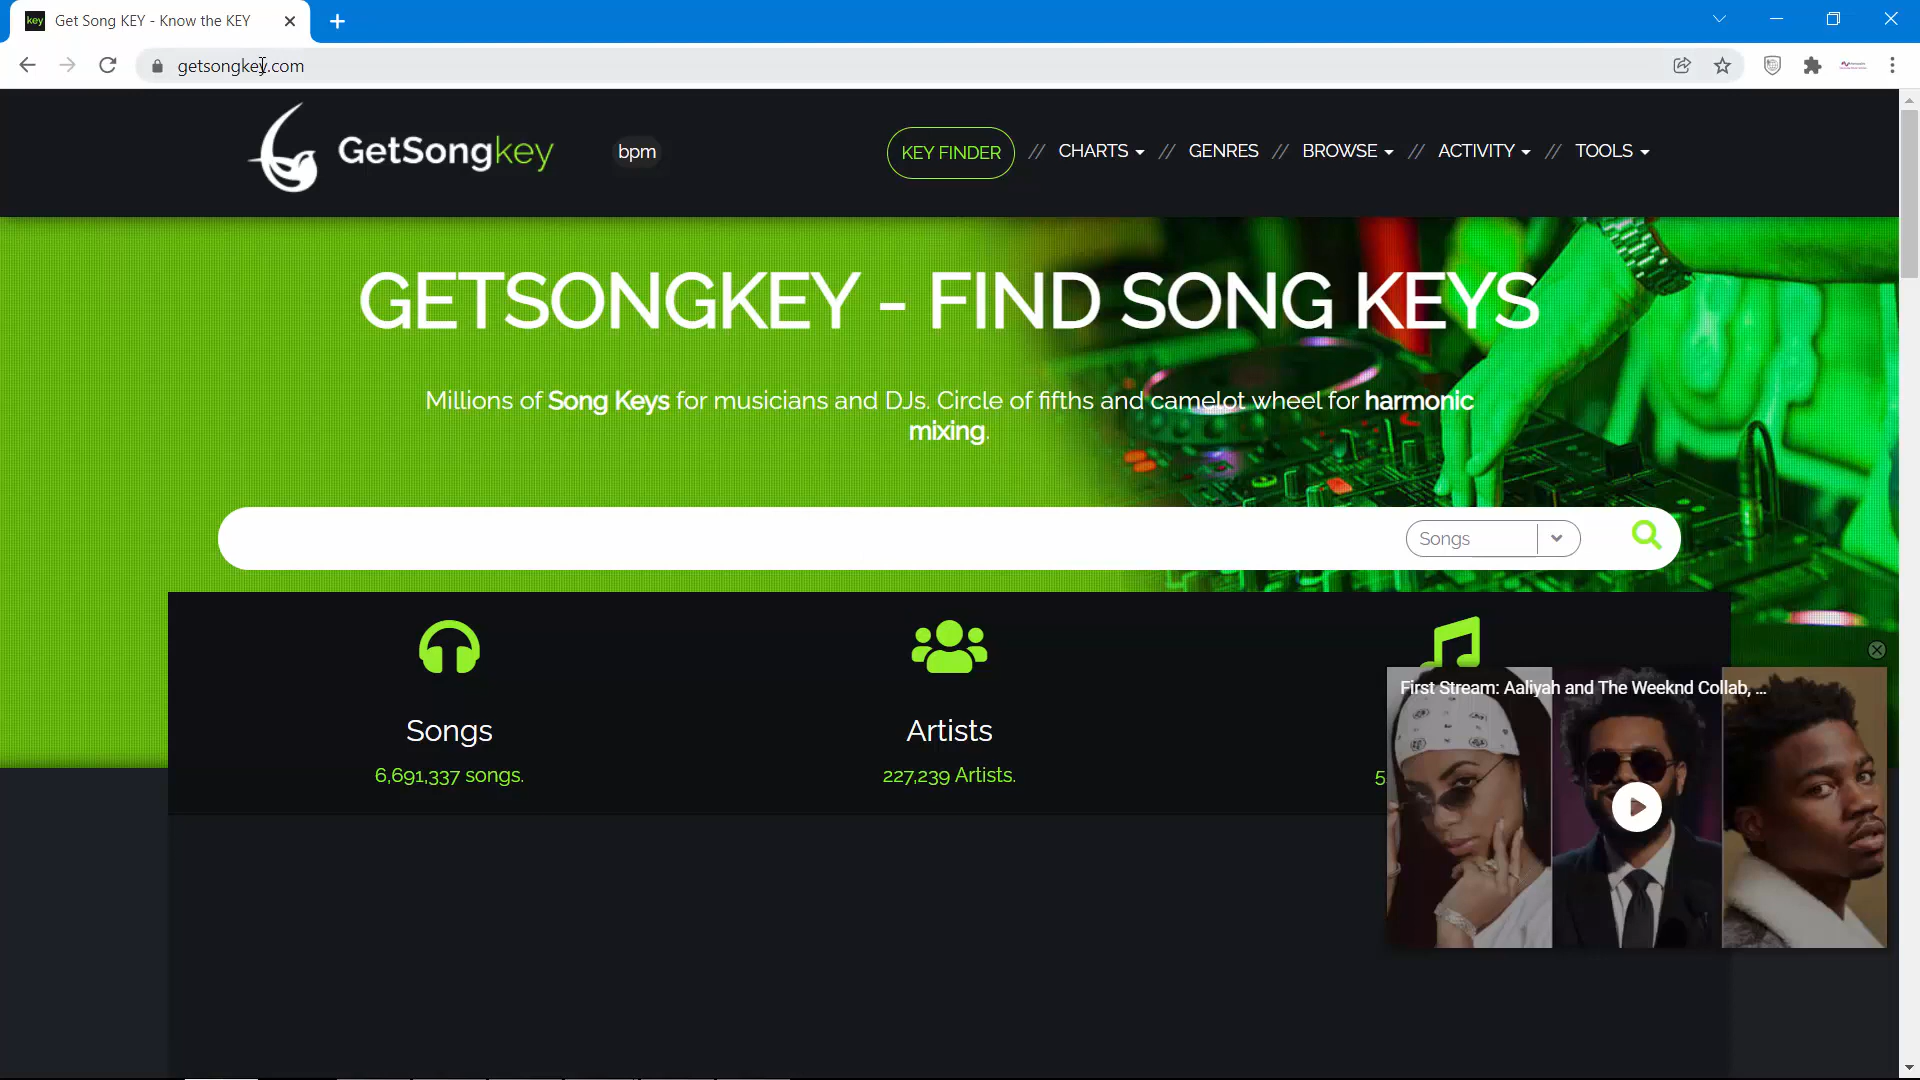 key Get Song KEY - Know the KEY
getsongkey.com
GetSongkey bpm KEY FINDER // CHARTS // GENRES // BROWSE // ACTIVITY // TOOLS
GETSONGKEY - FIND SONG KEYS
Millions of Song Keys for musicians and DJs. Circle of fifths and camelot wheel for harmonic
mixing.
Songs
First Stream: Aaliyah and The Weeknd Collab, ...
Songs Artists
6,691,337 songs. 227,239 Artists. 5